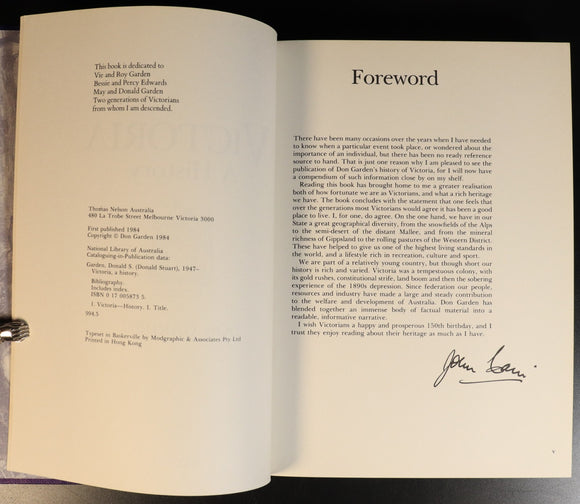 This book is dedicated to
Vie and Roy Garden
Bessie and Percy Edwards
May and Donald Garden
Two generations of Victorians
from whom I am descended.
Thomas Nelson Australia
480 La Trobe Street Melbourne Victoria 3000
First published 1984
Copyright © Don Garden 1984
National Library of Australia
Cataloguing-in-Publication data:
Garden, Donald S. (Donald Stuart), 1947–
Victoria, a history.
Bibliography.
Includes index.
ISBN 0 17 005873 5.
1. Victoria—History. I. Title.
994.5
Typeset in Baskerville by Modgraphic & Associates Pty Ltd
Printed in Hong Kong
Foreword
There have been many occasions over the years when I have needed
to know when a particular event took place, or wondered about the
importance of an individual, but there has been no ready reference
source to hand. That is just one reason why I am pleased to see the
publication of Don Garden's history of Victoria, for I will now have
a compendium of such information close by on my shelf.
Reading this book has brought home to me a greater realisation
both of how fortunate we are as Victorians, and what a rich heritage
we have. The book concludes with the statement that one feels that
over the generations most Victorians would agree it has been a good
place to live. I, for one, do agree. On the one hand, we have in our
State a great geographical diversity, from the snowfields of the Alps
to the semi-desert of the distant Mallee, and from the mineral
richness of Gippsland to the rolling pastures of the Western District.
These have helped to give us one of the highest living standards in
the world, and a lifestyle rich in recreation, culture and sport.
We are part of a relatively young country, but though short our
history is rich and varied. Victoria was a tempestuous colony, with
its gold rushes, constitutional strife, land boom and then the sobering
experience of the 1890s depression. Since federation our people,
resources and industry have made a large and steady contribution
to the welfare and development of Australia. Don Garden has
blended together an immense body of factual material into a
readable, informative narrative.
I wish Victorians a happy and prosperous 150th birthday, and I
trust they enjoy reading about their heritage as much as I have.
John Cain
v